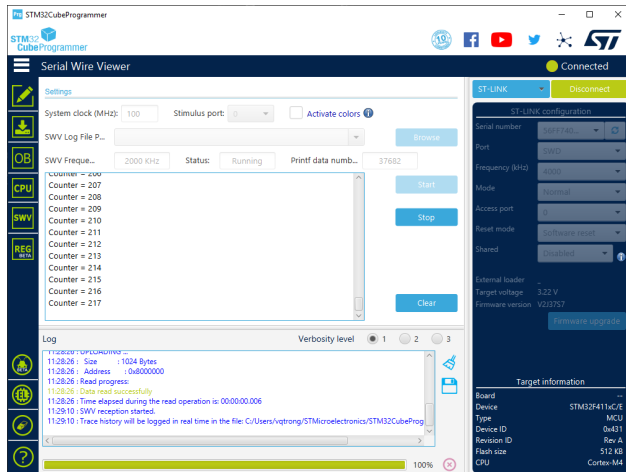 Prg STM32CubeProgrammer
STM32
CubeProgrammer
Serial Wire Viewer
Connected
Settings
System clock (MHz): 100 Stimulus port: 0 Activate colors
SWV Log File P... Browse
SWV Freque... 2000 KHz Status: Running Printf data numb... 37682
Counter = 206
Counter = 207
Counter = 208
Counter = 209
Counter = 210
Counter = 211
Counter = 212
Counter = 213
Counter = 214
Counter = 215
Counter = 216
Counter = 217
Start
Stop
Clear
OB
CPU
SWV
REG
BETA
Log Verbosity level 1 2 3
11:28:26 : UPLOADING ...
11:28:26 : Size : 1024 Bytes
11:28:26 : Address : 0x8000000
11:28:26 : Read progress:
11:28:26 : Data read successfully
11:28:26 : Time elapsed during the read operation is: 00:00:00.006
11:29:10 : SWV reception started.
11:29:10 : Trace history will be logged in real time in the file: C:/Users/vqtrong/STMicroelectronics/STM32CubeProg
100%
ST-LINK Disconnect
ST-LINK configuration
Serial number
Port SWD
Frequency (kHz) 4000
Mode Normal
Access port 0
Reset mode Software reset
Shared Disabled
External loader _
Target voltage 3.22 V
Firmware version V2J37S7
Firmware upgrade
Target information
Board --
Device STM32F411xC/E
Type MCU
Device ID 0x431
Revision ID Rev A
Flash size 512 KB
CPU Cortex-M4